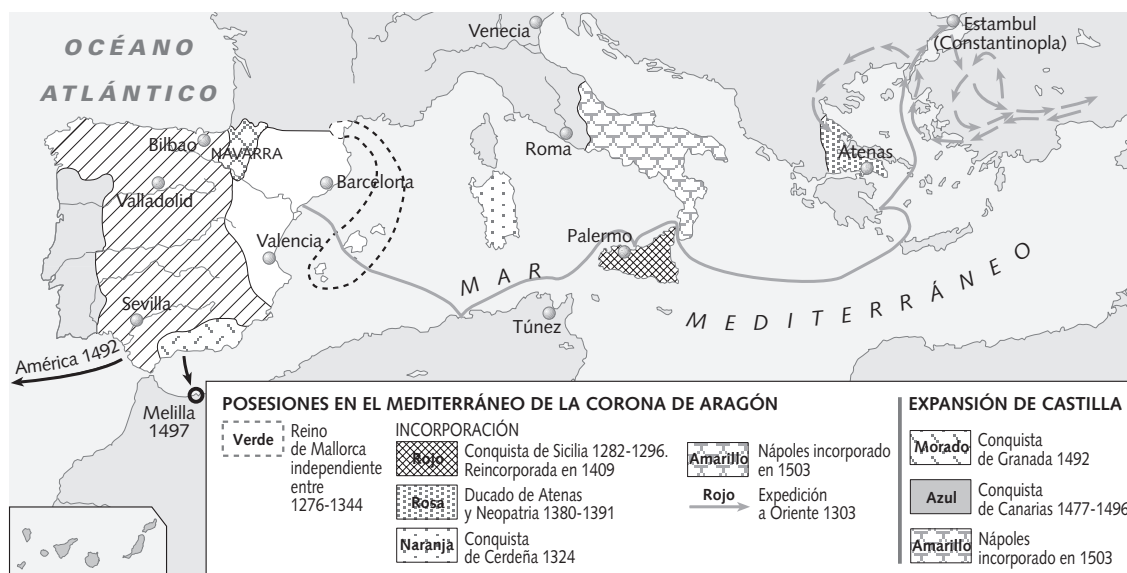 OCÉANO
ATLÁNTICO
Venecia
Estambul
(Constantinopla)
Bilbao
NAVARRA
Roma
Atenas
Valladolid
Barcelona
Valencia
Palermo
MAR
MEDITERRÁNEO
Sevilla
Túnez
América 1492
Melilla
1497
POSESIONES EN EL MEDITERRÁNEO DE LA CORONA DE ARAGÓN
Verde
Reino
de Mallorca
independiente
entre
1276-1344
INCORPORACIÓN
Rojo
Conquista de Sicilia 1282-1296.
Reincorporada en 1409
Rosa
Ducado de Atenas
y Neopatria 1380-1391
Naranja
Conquista
de Cerdeña 1324
Amarillo
Nápoles incorporado
en 1503
Rojo
Expedición
a Oriente 1303
EXPANSIÓN DE CASTILLA
Morado
Conquista
de Granada 1492
Azul
Conquista
de Canarias 1477-1496
Amarillo
Nápoles
incorporado en 1503